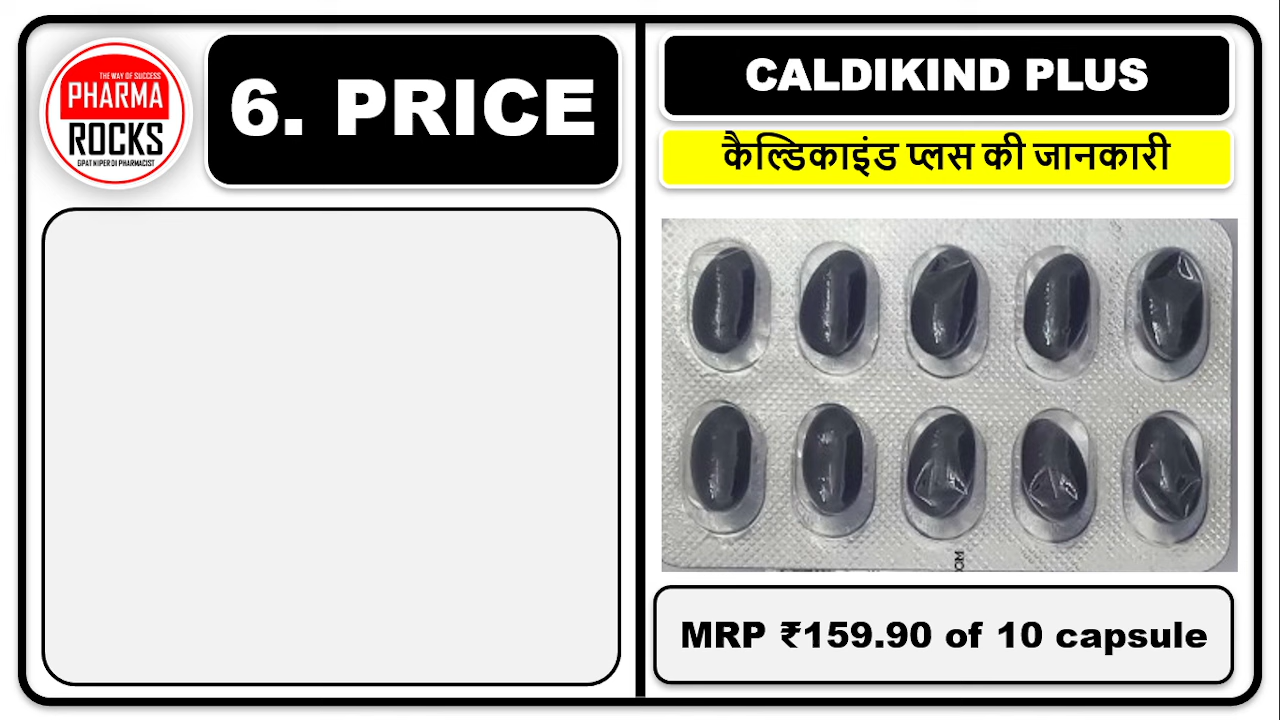 THE WAY OF SUCCESS
PHARMA
ROCKS
GPAT NIPER DI PHARMACIST
6. PRICE
CALDIKIND PLUS
कैल्डिकाइंड प्लस की जानकारी
MRP ₹159.90 of 10 capsule